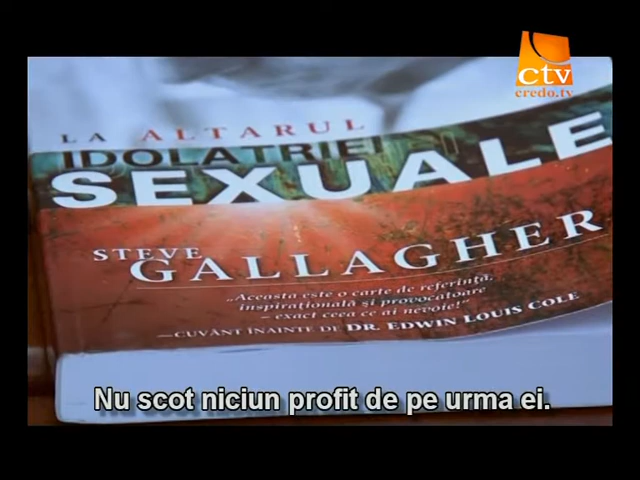 ctv
credo.tv
LA ALTARUL
IDOLATRIEI
SEXUALE
STEVE
GALLAGHER
„Aceasta este o carte de referință,
inspirațională și provocatoare
– exact ceea ce ai nevoie!”
—CUVÂNT ÎNAINTE DE DR. EDWIN LOUIS COLE
Nu scot niciun profit de pe urma ei.